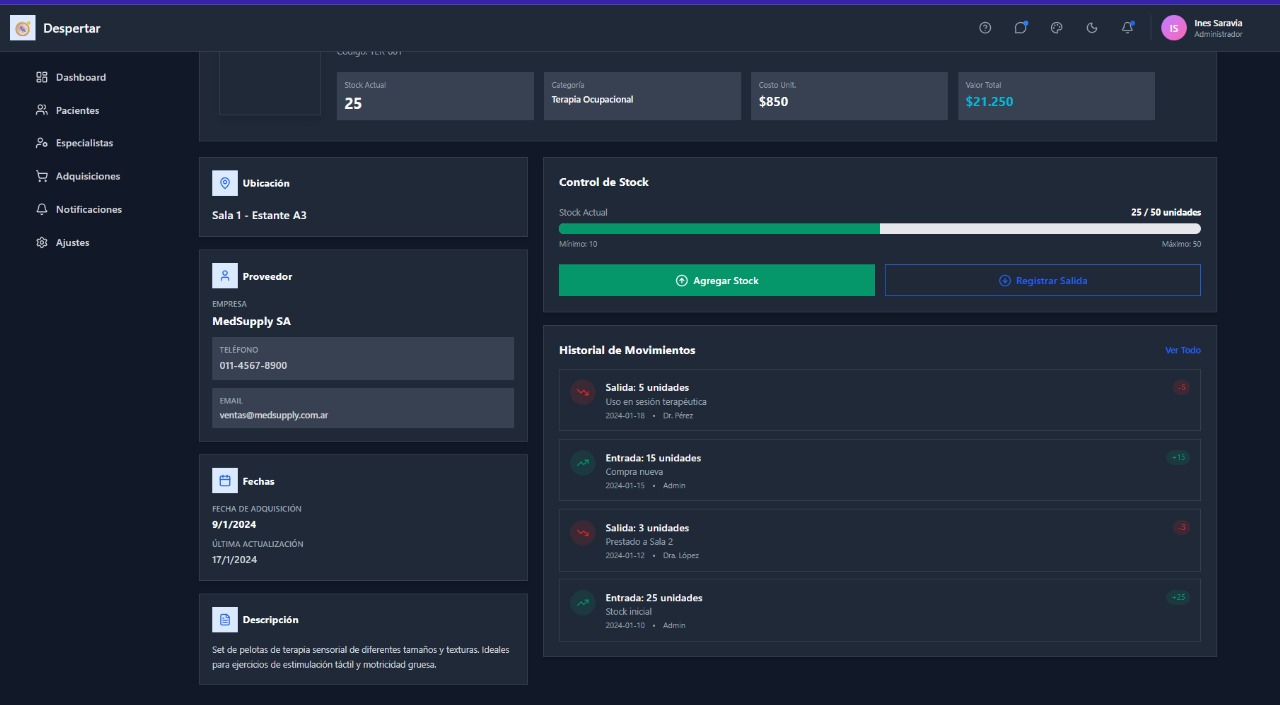 Despertar
IS
Ines Saravia
Administrador
Dashboard
Pacientes
Especialistas
Adquisiciones
Notificaciones
Ajustes
Stock Actual
25
Categoría
Terapia Ocupacional
Costo Unit.
$850
Valor Total
$21.250
Ubicación
Sala 1 - Estante A3
Proveedor
EMPRESA
MedSupply SA
TELÉFONO
011-4567-8900
EMAIL
ventas@medsupply.com.ar
Fechas
FECHA DE ADQUISICIÓN
9/1/2024
ÚLTIMA ACTUALIZACIÓN
17/1/2024
Descripción
Set de pelotas de terapia sensorial de diferentes tamaños y texturas. Ideales
para ejercicios de estimulación táctil y motricidad gruesa.
Control de Stock
Stock Actual
25 / 50 unidades
Mínimo: 10
Máximo: 50
Agregar Stock
Registrar Salida
Historial de Movimientos
Ver Todo
Salida: 5 unidades
-5
Uso en sesión terapéutica
2024-01-18 • Dr. Pérez
Entrada: 15 unidades
+15
Compra nueva
2024-01-15 • Admin
Salida: 3 unidades
-3
Prestado a Sala 2
2024-01-12 • Dra. López
Entrada: 25 unidades
+25
Stock inicial
2024-01-10 • Admin